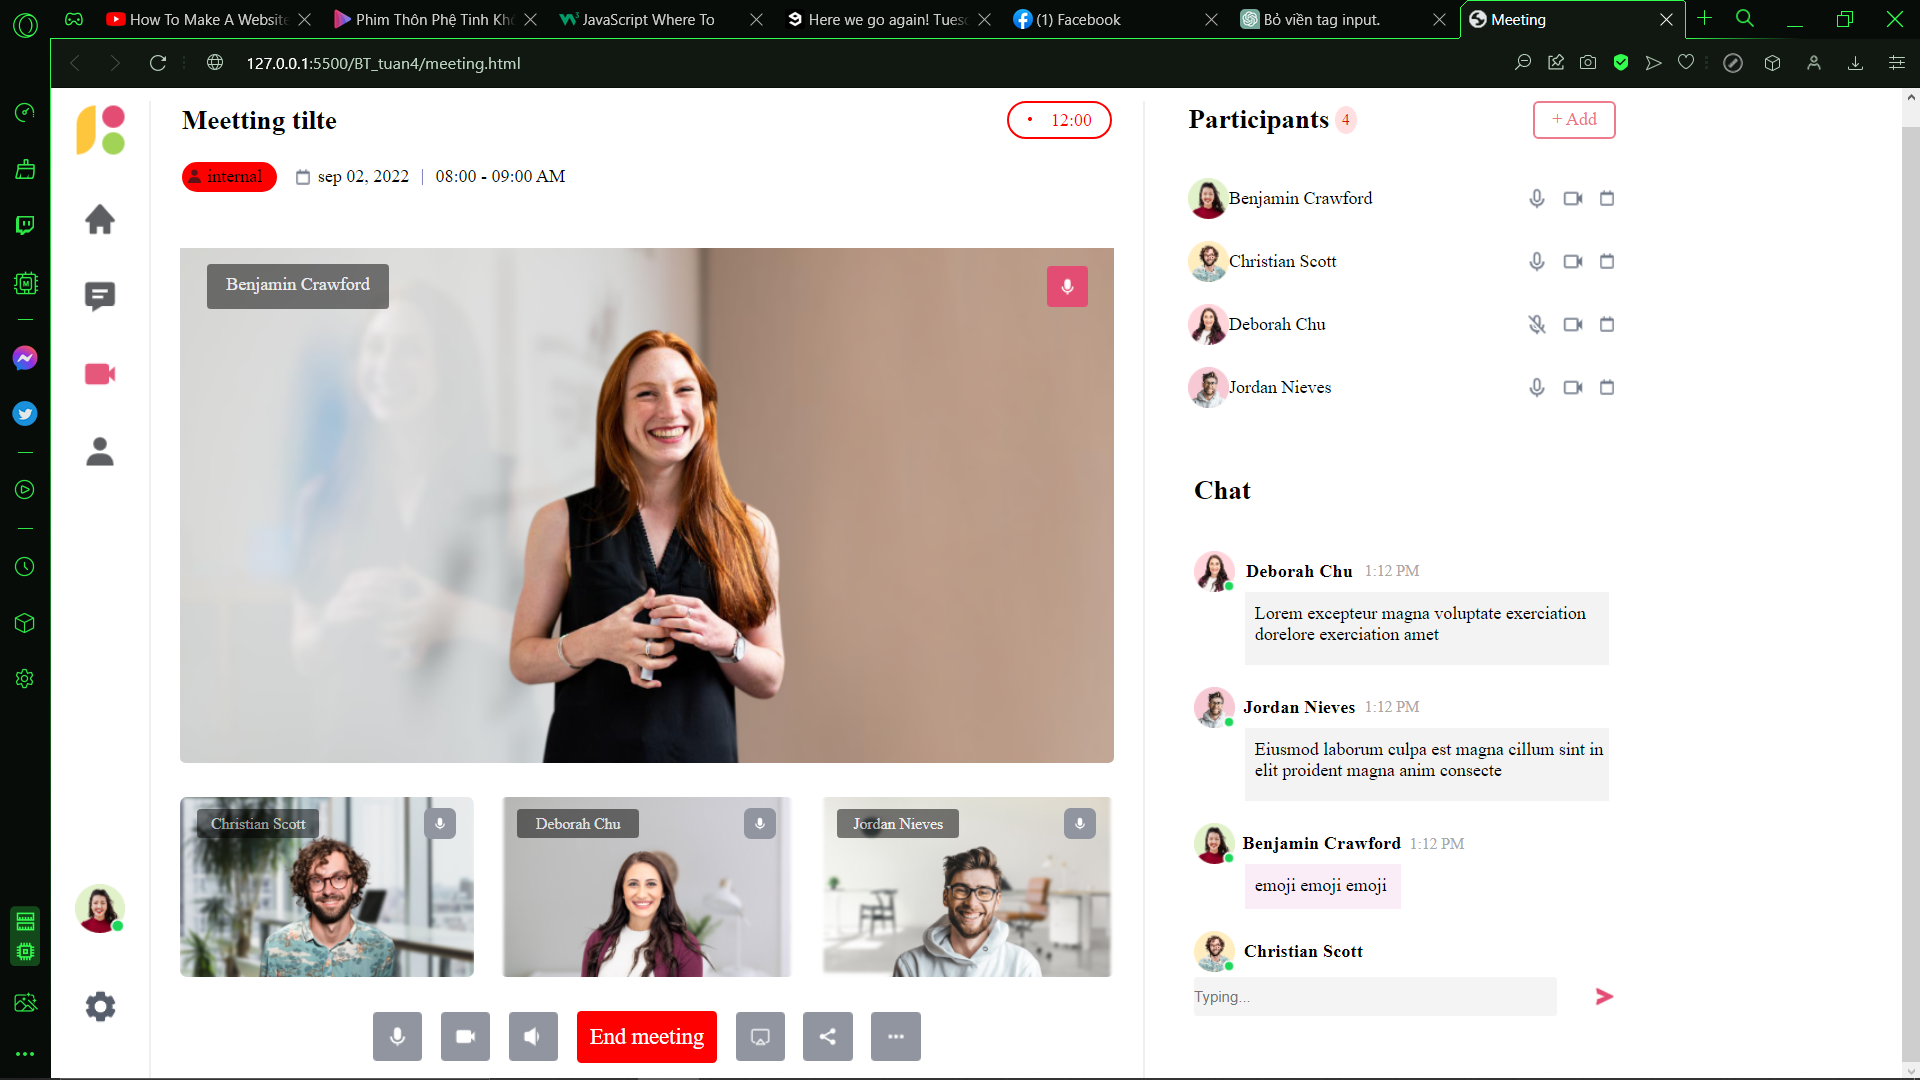 How To Make A Website
Phim Thôn Phệ Tinh Khô
JavaScript Where To
Here we go again! Tuesd
(1) Facebook
Bỏ viền tag input.
Meeting
127.0.0.1:5500/BT_tuan4/meeting.html
Meetting tilte
12:00
internal
sep 02, 2022 | 08:00 - 09:00 AM
Benjamin Crawford
Christian Scott
Deborah Chu
Jordan Nieves
End meeting
Participants 4
+ Add
Benjamin Crawford
Christian Scott
Deborah Chu
Jordan Nieves
Chat
Deborah Chu 1:12 PM
Lorem excepteur magna voluptate exerciation
dorelore exerciation amet
Jordan Nieves 1:12 PM
Eiusmod laborum culpa est magna cillum sint in
elit proident magna anim consecte
Benjamin Crawford 1:12 PM
emoji emoji emoji
Christian Scott
Typing...